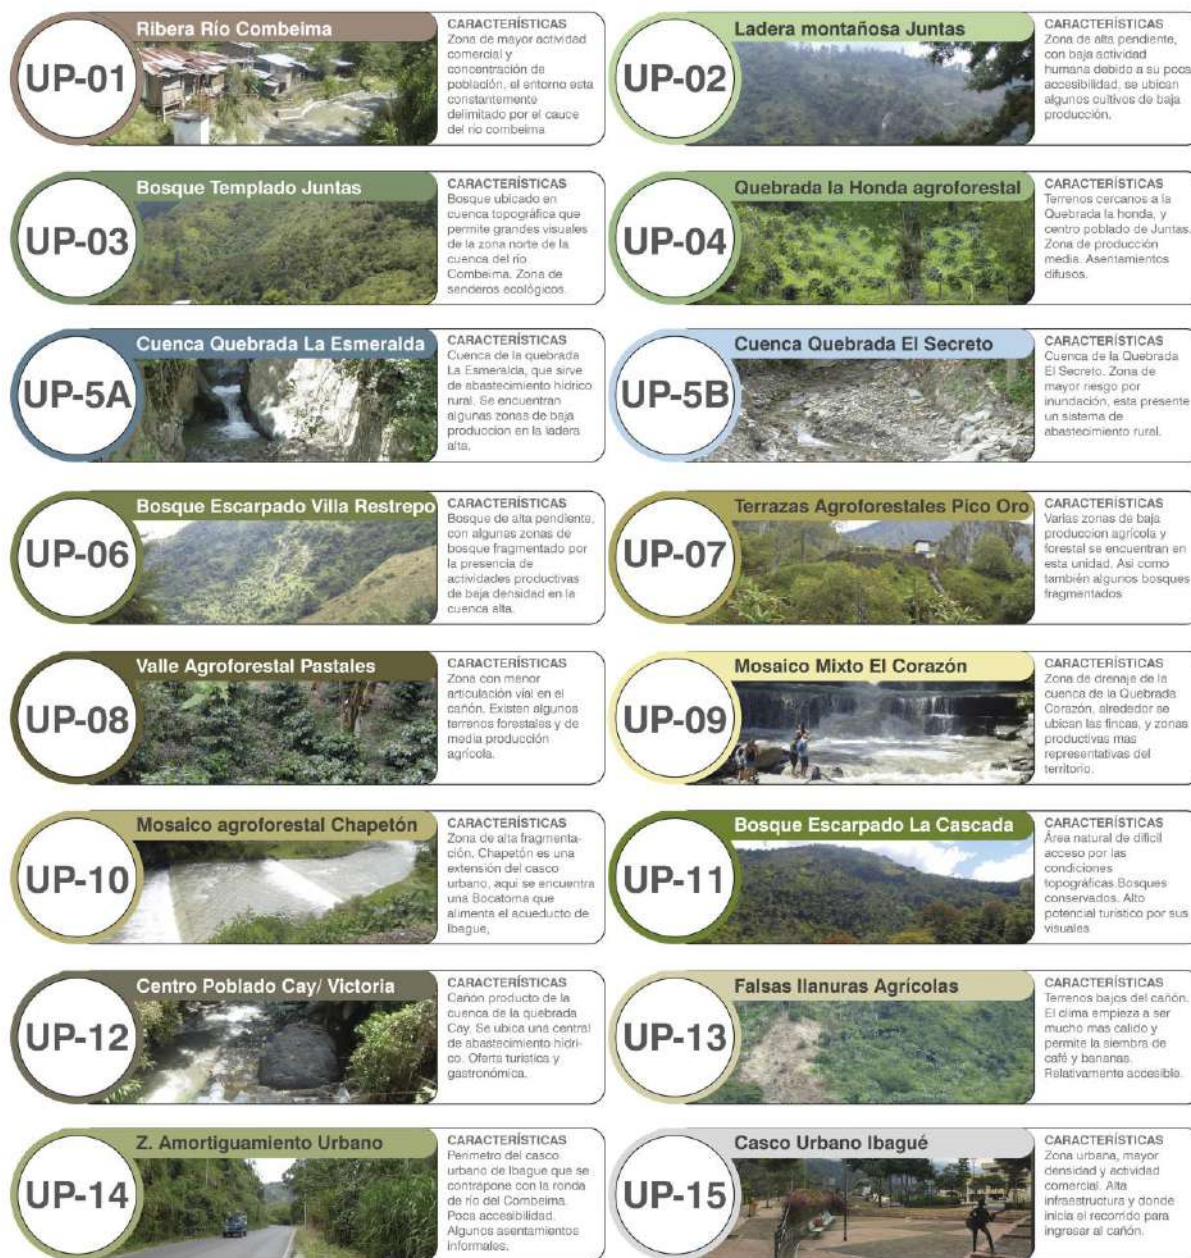 UP-01
Ribera Río Combeima
CARACTERÍSTICAS
Zona de mayor actividad
comercial y
concentración de
población, el entorno esta
constantemente
delimitado por el cauce
del río combeima
UP-02
Ladera montañosa Juntas
CARACTERÍSTICAS
Zona de alta pendiente,
con baja actividad
humana debido a su poca
accesibilidad, se ubican
algunos cultivos de baja
producción.
UP-03
Bosque Templado Juntas
CARACTERÍSTICAS
Bosque ubicado en
cuenca topográfica que
permite grandes visuales
de la zona norte de la
cuenca del río
Combeima. Zona de
senderos ecológicos.
UP-04
Quebrada la Honda agroforestal
CARACTERÍSTICAS
Terrenos cercanos a la
Quebrada la honda, y
centro poblado de Juntas.
Zona de producción
media. Asentamientos
difusos.
UP-5A
Cuenca Quebrada La Esmeralda
CARACTERÍSTICAS
Cuenca de la quebrada
La Esmeralda, que sirve
de abastecimiento hídrico
rural. Se encuentran
algunas zonas de baja
produccion en la ladera
alta.
UP-5B
Cuenca Quebrada El Secreto
CARACTERÍSTICAS
Cuenca de la Quebrada
El Secreto. Zona de
mayor riesgo por
inundación, esta presente
un sistema de
abastecimiento rural.
UP-06
Bosque Escarpado Villa Restrepo
CARACTERÍSTICAS
Bosque de alta pendiente,
con algunas zonas de
bosque fragmentado por
la presencia de
actividades productivas
de baja densidad en la
cuenca alta.
UP-07
Terrazas Agroforestales Pico Oro
CARACTERÍSTICAS
Varias zonas de baja
produccion agrícola y
forestal se encuentran en
esta unidad. Asi como
también algunos bosques
fragmentados
UP-08
Valle Agroforestal Pastales
CARACTERÍSTICAS
Zona con menor
articulación vial en el
cañón. Existen algunos
terrenos forestales y de
media producción
agrícola.
UP-09
Mosaico Mixto El Corazón
CARACTERÍSTICAS
Zona de drenaje de la
cuenca de la Quebrada
Corazón, alrededor se
ubican las fincas, y zonas
productivas mas
representativas del
territorio.
UP-10
Mosaico agroforestal Chapetón
CARACTERÍSTICAS
Zona de alta fragmenta-
ción. Chapetón es una
extensión del casco
urbano, aqui se encuentra
una Bocatoma que
alimenta el acueducto de
Ibague,
UP-11
Bosque Escarpado La Cascada
CARACTERÍSTICAS
Área natural de dificil
acceso por las
condiciones
topográficas.Bosques
conservados. Alto
potencial turistico por sus
visuales
UP-12
Centro Poblado Cay/ Victoria
CARACTERÍSTICAS
Cañón producto de la
cuenca de la quebrada
Cay. Se ubica una central
de abastecimiento hidri-
co. Oferta turistica y
gastronómica.
UP-13
Falsas llanuras Agrícolas
CARACTERÍSTICAS
Terrenos bajos del cañón.
El clima empieza a ser
mucho mas calido y
permite la siembra de
café y bananas.
Relativamente accesible.
UP-14
Z. Amortiguamiento Urbano
CARACTERÍSTICAS
Perimetro del casco
urbano de Ibague que se
contrapone con la ronda
de río del Combeima.
Poca accesibilidad.
Algunos asentamientos
informales.
UP-15
Casco Urbano Ibagué
CARACTERÍSTICAS
Zona urbana, mayor
densidad y actividad
comercial. Alta
infraestructura y donde
inicia el recorrido para
ingresar al cañón.